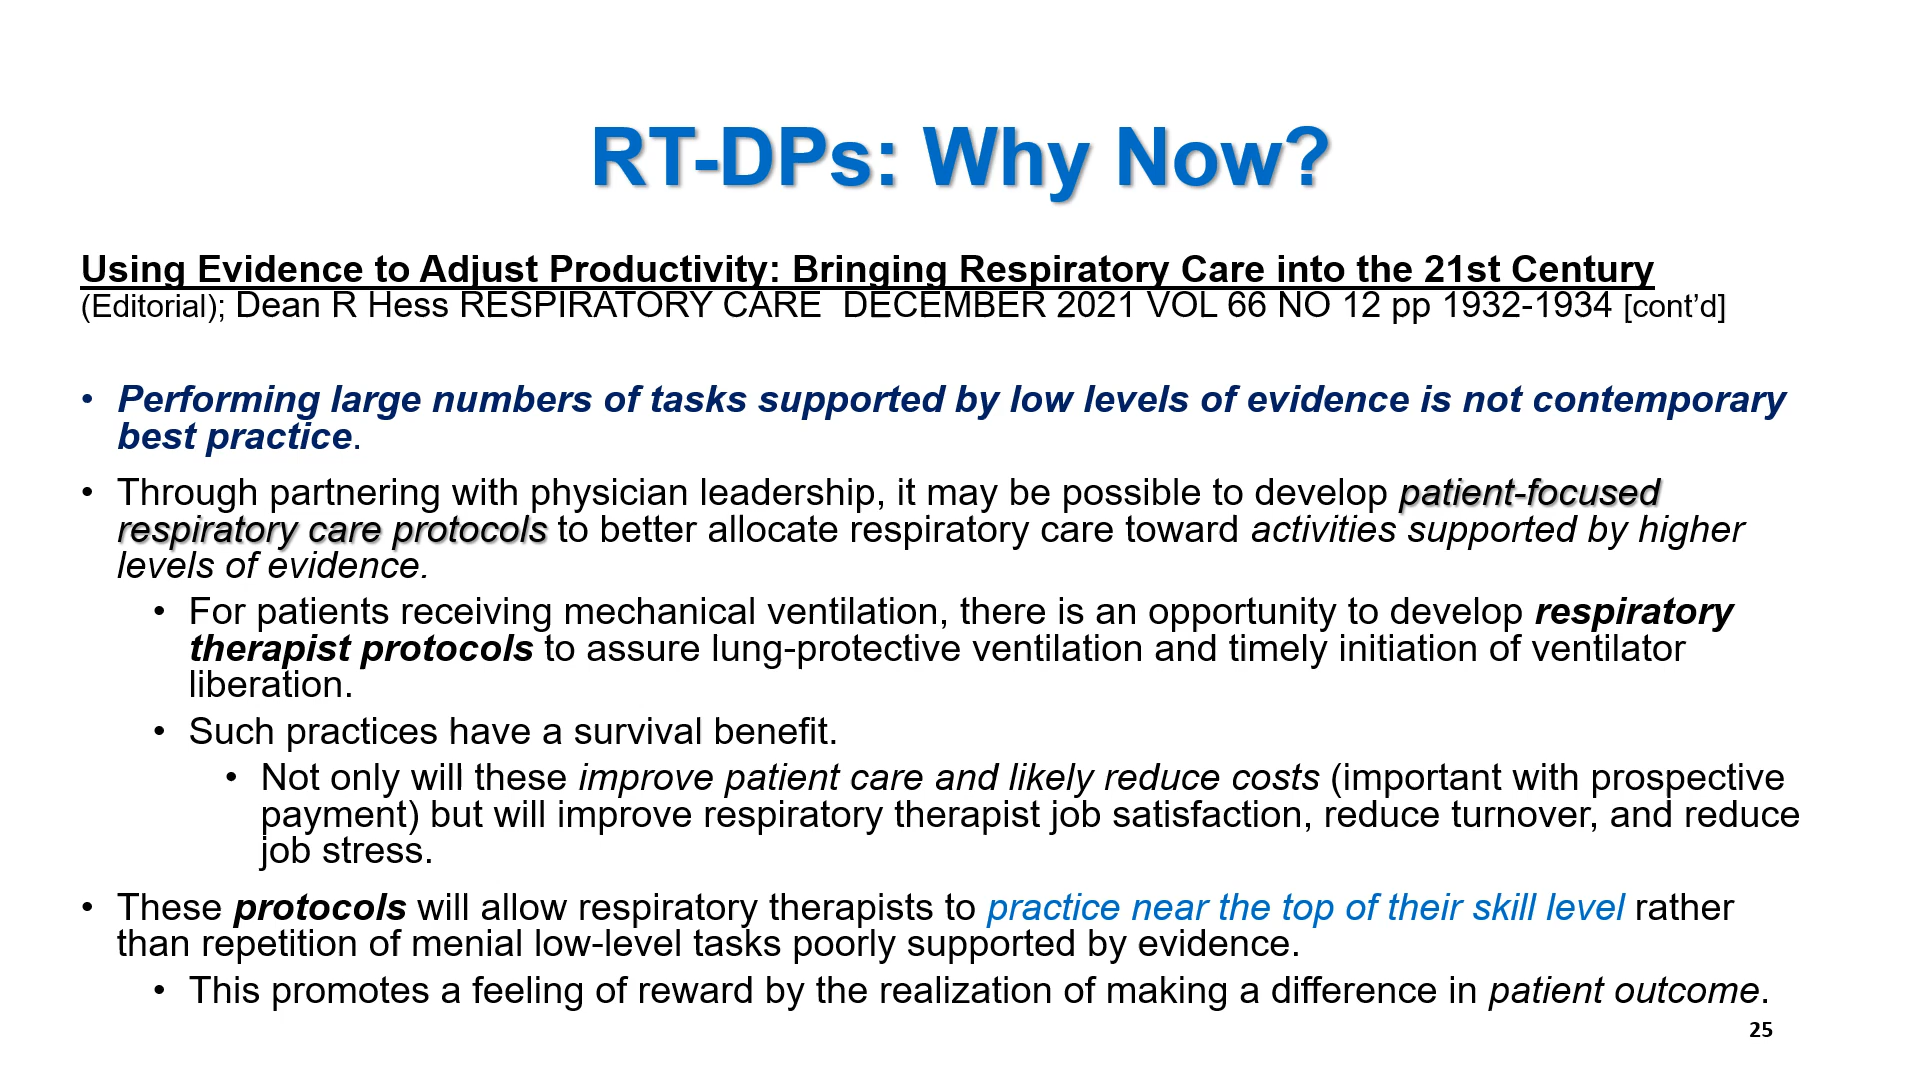 RT-DPs: Why Now?
Using Evidence to Adjust Productivity: Bringing Respiratory Care into the 21st Century
(Editorial); Dean R Hess RESPIRATORY CARE  DECEMBER 2021 VOL 66 NO 12 pp 1932-1934 [cont’d]
• Performing large numbers of tasks supported by low levels of evidence is not contemporary
best practice.
• Through partnering with physician leadership, it may be possible to develop patient-focused
respiratory care protocols to better allocate respiratory care toward activities supported by higher
levels of evidence.
• For patients receiving mechanical ventilation, there is an opportunity to develop respiratory
therapist protocols to assure lung-protective ventilation and timely initiation of ventilator
liberation.
• Such practices have a survival benefit.
• Not only will these improve patient care and likely reduce costs (important with prospective
payment) but will improve respiratory therapist job satisfaction, reduce turnover, and reduce
job stress.
• These protocols will allow respiratory therapists to practice near the top of their skill level rather
than repetition of menial low-level tasks poorly supported by evidence.
• This promotes a feeling of reward by the realization of making a difference in patient outcome.
25